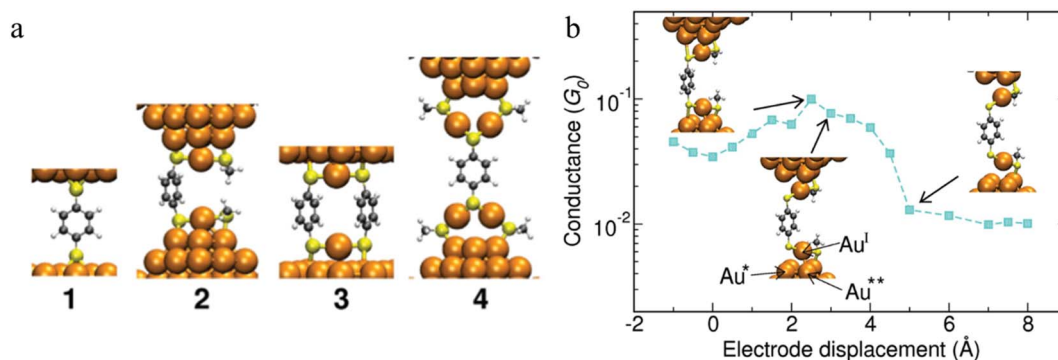 a
1
2
3
4
b
Conductance (G₀)
10⁻¹
10⁻²
Au^I
Au^*
Au^**
-2
0
2
4
6
8
Electrode displacement (Å)